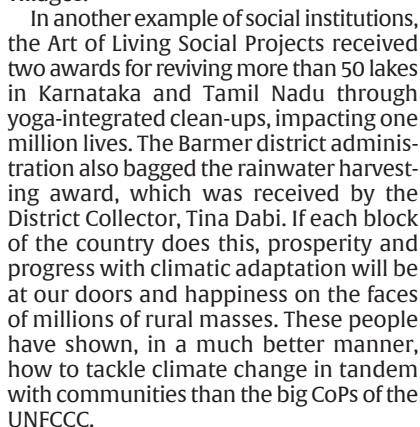 In another example of social institutions,
the Art of Living Social Projects received
two awards for reviving more than 50 lakes
in Karnataka and Tamil Nadu through
yoga-integrated clean-ups, impacting one
million lives. The Barmer district adminis-
tration also bagged the rainwater harvest-
ing award, which was received by the
District Collector, Tina Dabi. If each block
of the country does this, prosperity and
progress with climatic adaptation will be
at our doors and happiness on the faces
of millions of rural masses. These people
have shown, in a much better manner,
how to tackle climate change in tandem
with communities than the big CoPs of the
UNFCCC.